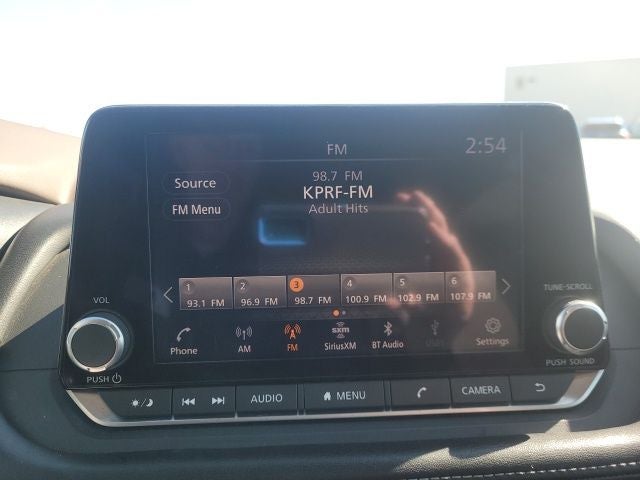 FM 2:54
98.7 FM
Source KPRF-FM
Adult Hits
FM Menu
1 2 3 4 5 6
93.1 FM 96.9 FM 98.7 FM 100.9 FM 102.9 FM 107.9 FM
VOL TUNE·SCROLL
Phone AM FM sxm SiriusXM BT Audio USB Settings
PUSH PUSH SOUND
AUDIO MENU CAMERA